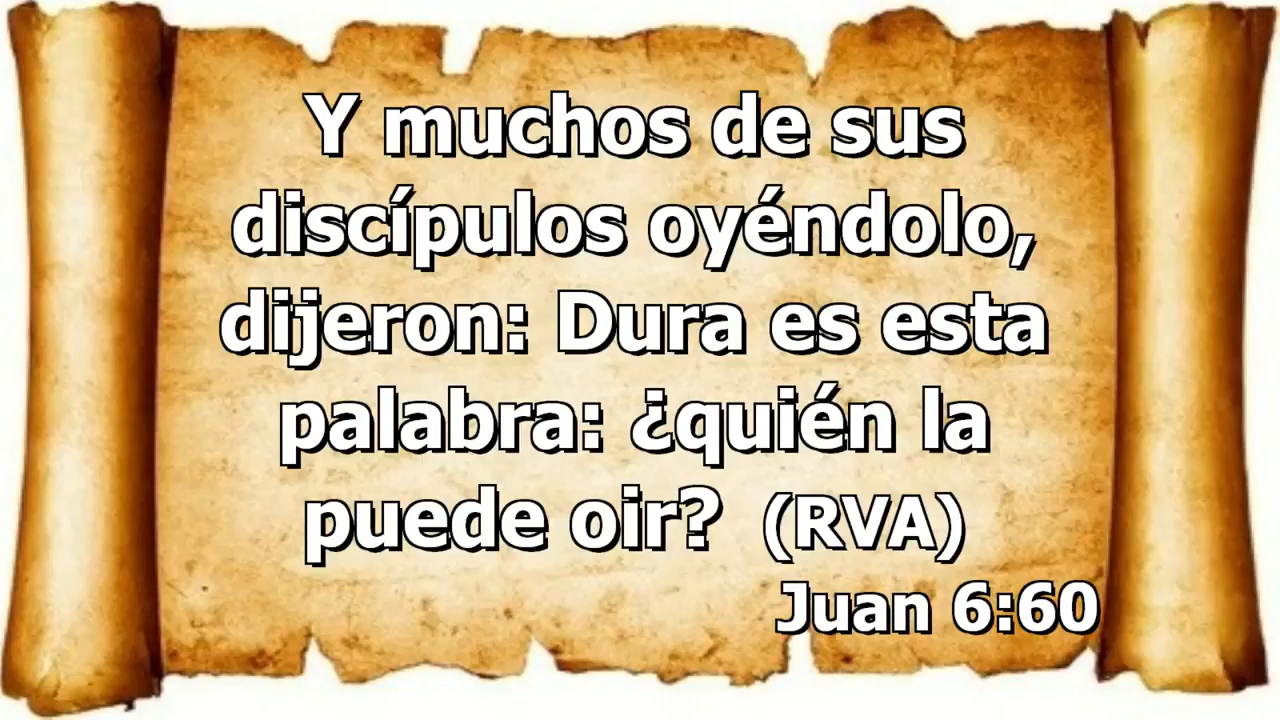 Y muchos de sus
discípulos oyéndolo,
dijeron: Dura es esta
palabra: ¿quién la
puede oir? (RVA)
Juan 6:60